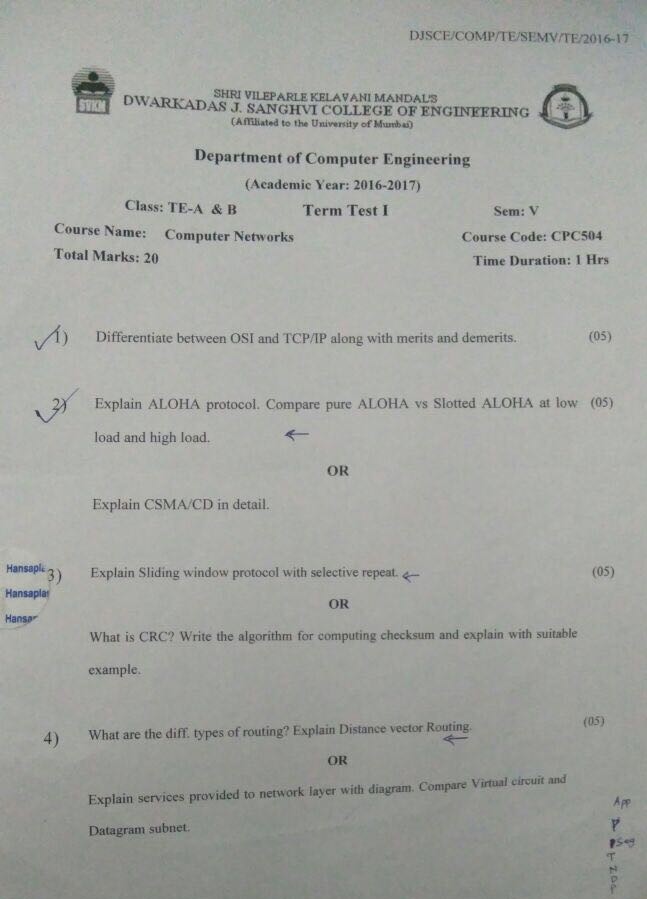 DJSCE/COMP/TE/SEMV/TE/2016-17
SHRI VILEPARLE KELAVANI MANDAL'S
SVKM
DWARKADAS J. SANGHVI COLLEGE OF ENGINEERING
(Affiliated to the University of Mumbai)
Department of Computer Engineering
(Academic Year: 2016-2017)
Class: TE-A & B Term Test I Sem: V
Course Name: Computer Networks Course Code: CPC504
Total Marks: 20 Time Duration: 1 Hrs
1) Differentiate between OSI and TCP/IP along with merits and demerits. (05)
2) Explain ALOHA protocol. Compare pure ALOHA vs Slotted ALOHA at low (05)
load and high load.
OR
Explain CSMA/CD in detail.
Hansapla
3) Explain Sliding window protocol with selective repeat. (05)
Hansaplas
OR
Hansap
What is CRC? Write the algorithm for computing checksum and explain with suitable
example.
4) What are the diff. types of routing? Explain Distance vector Routing. (05)
OR
Explain services provided to network layer with diagram. Compare Virtual circuit and
Datagram subnet.
App
P
Seg
T
N
D
P